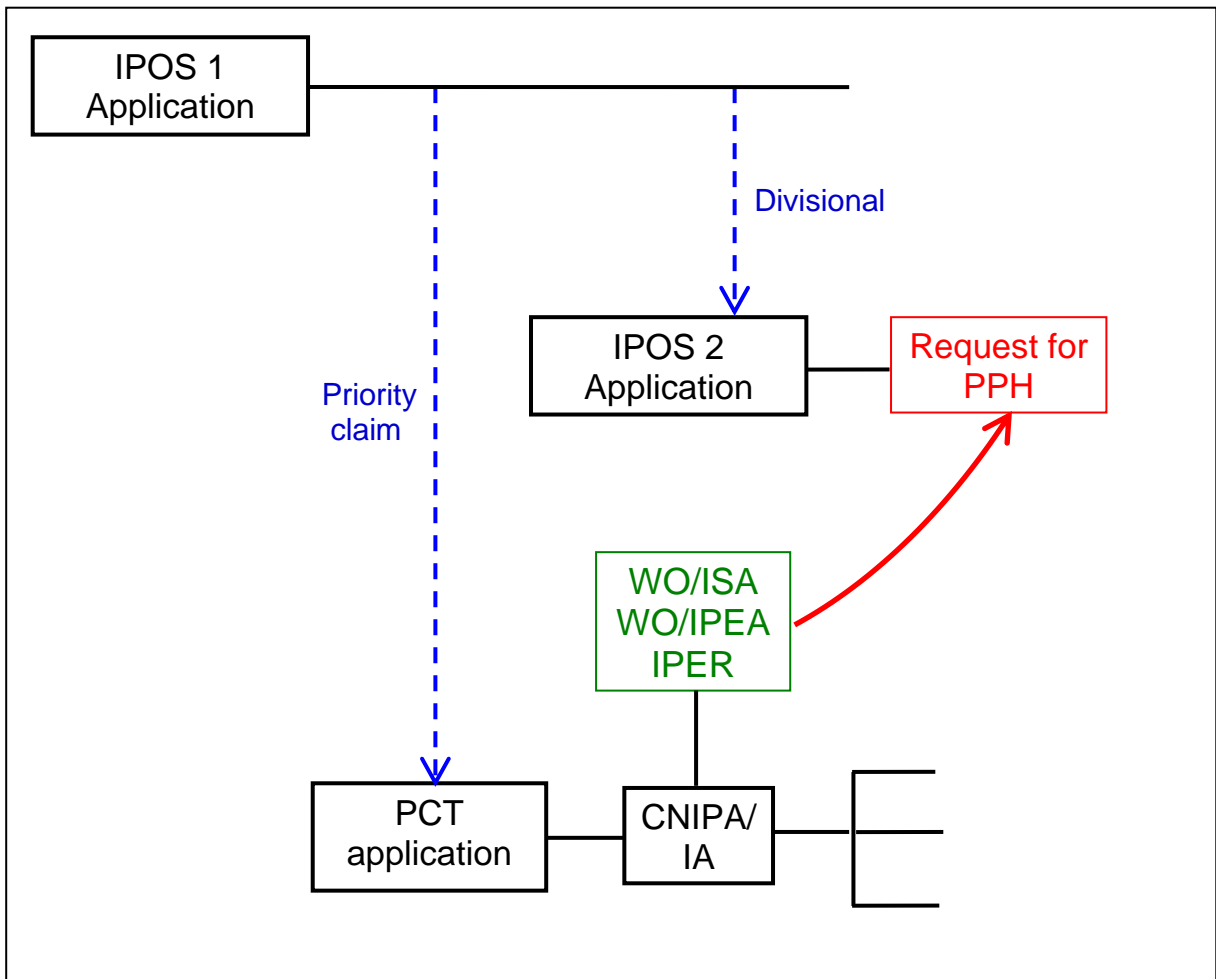 IPOS 1
Application
Divisional
IPOS 2
Application
Request for
PPH
Priority
claim
WO/ISA
WO/IPEA
IPER
PCT
application
CNIPA/
IA